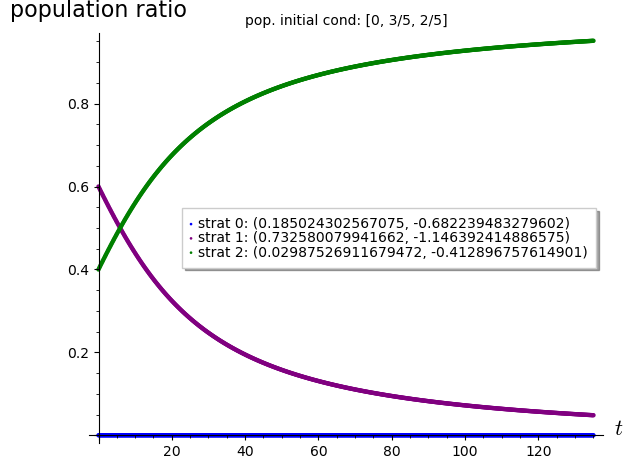 population ratio
pop. initial cond: [0, 3/5, 2/5]
0.8
0.6
strat 0: (0.185024302567075, -0.682239483279602)
strat 1: (0.732580079941662, -1.146392414886575)
strat 2: (0.02987526911679472, -0.412896757614901)
0.4
0.2
t
20 40 60 80 100 120